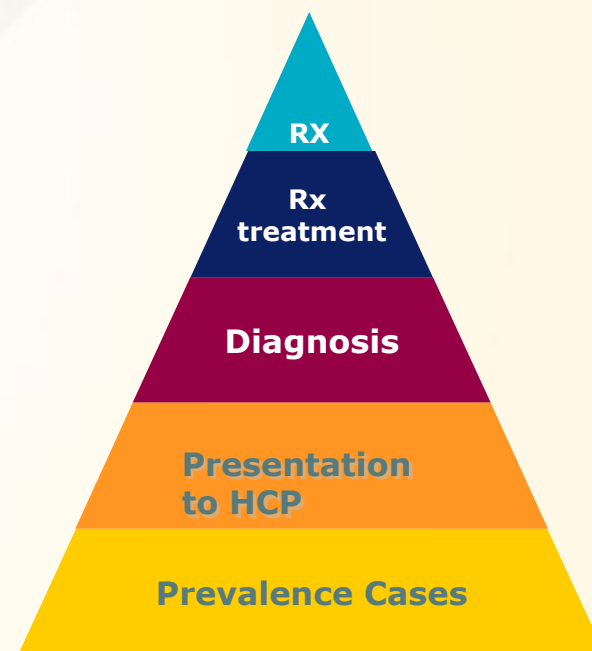 RX
Rx
treatment
Diagnosis
Presentation
to HCP
Prevalence Cases